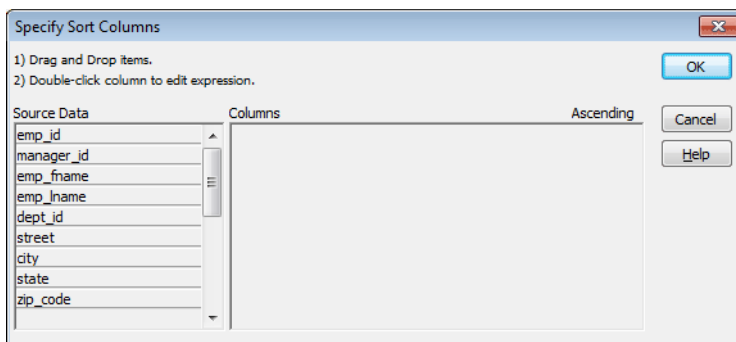 Specify Sort Columns
1) Drag and Drop items.
2) Double-click column to edit expression.
OK
Source Data Columns Ascending
Cancel
Help
emp_id
manager_id
emp_fname
emp_lname
dept_id
street
city
state
zip_code